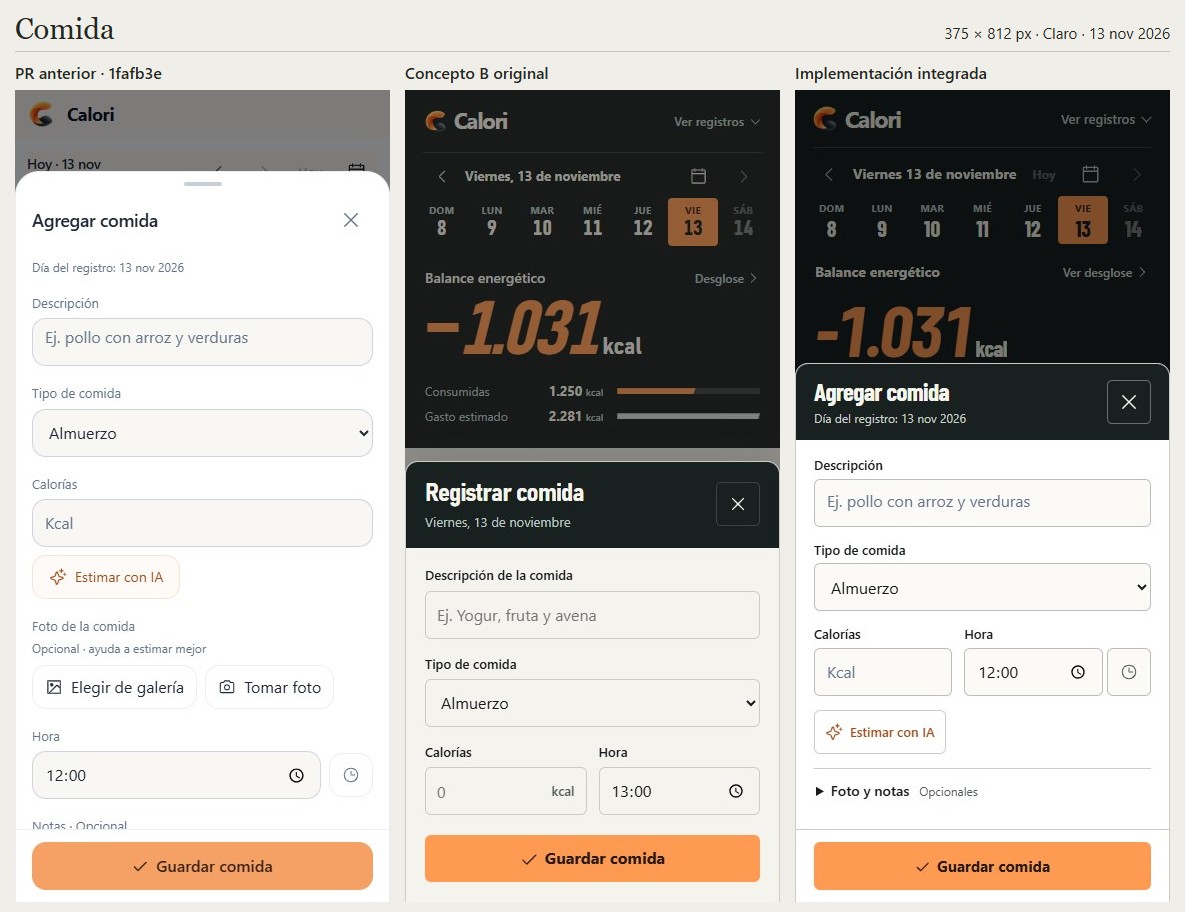 Comida
375 × 812 px · Claro · 13 nov 2026
PR anterior · 1fafb3e
Calori
Hoy · 13 nov
Hoy
Agregar comida
Día del registro: 13 nov 2026
Descripción
Ej. pollo con arroz y verduras
Tipo de comida
Almuerzo
Calorías
Kcal
Estimar con IA
Foto de la comida
Opcional · ayuda a estimar mejor
Elegir de galería
Tomar foto
Hora
12:00
Notas · Opcional
Guardar comida
Concepto B original
Calori
Ver registros
Viernes, 13 de noviembre
DOM LUN MAR MIÉ JUE VIE SÁB
8 9 10 11 12 13 14
Balance energético
Desglose
−1.031 kcal
Consumidas 1.250 kcal
Gasto estimado 2.281 kcal
Registrar comida
Viernes, 13 de noviembre
Descripción de la comida
Ej. Yogur, fruta y avena
Tipo de comida
Almuerzo
Calorías Hora
0 kcal 13:00
Guardar comida
Implementación integrada
Calori
Ver registros
Viernes 13 de noviembre Hoy
DOM LUN MAR MIÉ JUE VIE SÁB
8 9 10 11 12 13 14
Balance energético
Ver desglose
-1.031 kcal
Agregar comida
Día del registro: 13 nov 2026
Descripción
Ej. pollo con arroz y verduras
Tipo de comida
Almuerzo
Calorías Hora
Kcal 12:00
Estimar con IA
Foto y notas Opcionales
Guardar comida